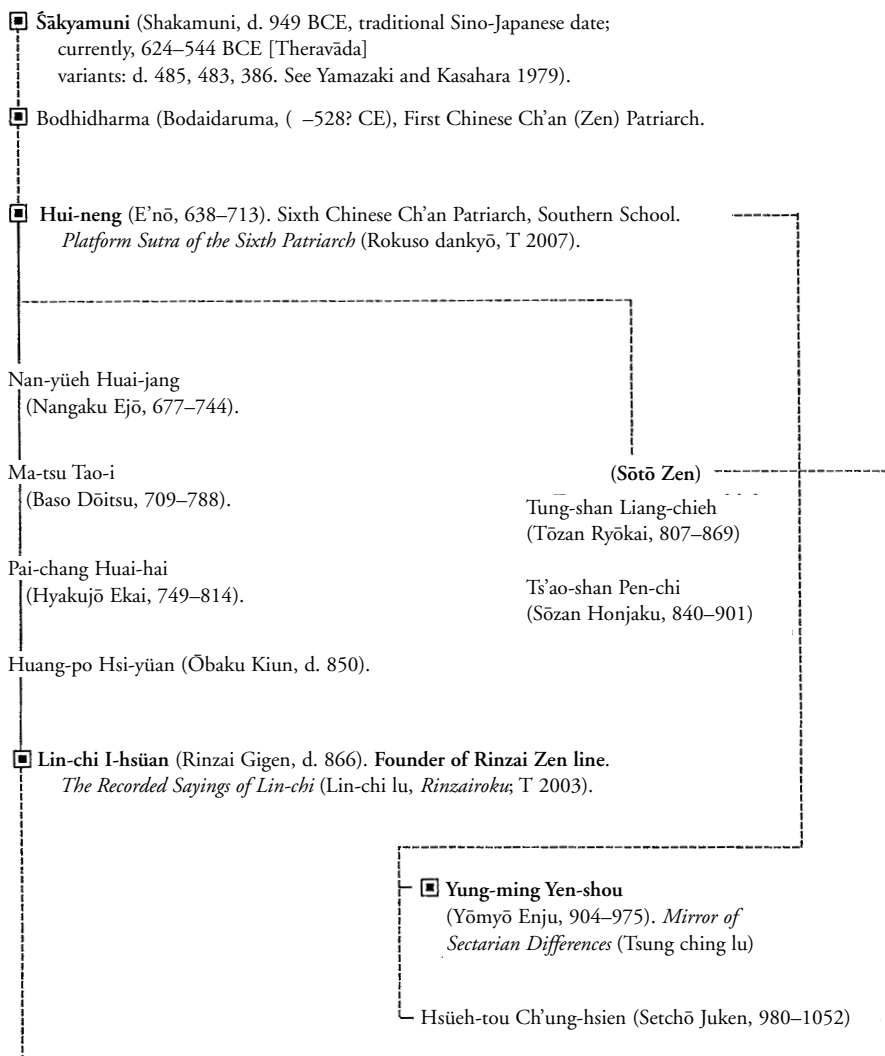 Śākyamuni (Shakamuni, d. 949 BCE, traditional Sino-Japanese date;
currently, 624–544 BCE [Theravāda]
variants: d. 485, 483, 386. See Yamazaki and Kasahara 1979).
Bodhidharma (Bodaidaruma, ( –528? CE), First Chinese Ch’an (Zen) Patriarch.
Hui-neng (E’nō, 638–713). Sixth Chinese Ch’an Patriarch, Southern School.
Platform Sutra of the Sixth Patriarch (Rokuso dankyō, T 2007).
Nan-yüeh Huai-jang
(Nangaku Ejō, 677–744).
Ma-tsu Tao-i
(Baso Dōitsu, 709–788).
Pai-chang Huai-hai
(Hyakujō Ekai, 749–814).
Huang-po Hsi-yüan (Ōbaku Kiun, d. 850).
(Sōtō Zen)
Tung-shan Liang-chieh
(Tōzan Ryōkai, 807–869)
Ts’ao-shan Pen-chi
(Sōzan Honjaku, 840–901)
Lin-chi I-hsüan (Rinzai Gigen, d. 866). Founder of Rinzai Zen line.
The Recorded Sayings of Lin-chi (Lin-chi lu, Rinzairoku; T 2003).
Yung-ming Yen-shou
(Yōmyō Enju, 904–975). Mirror of
Sectarian Differences (Tsung ching lu)
Hsüeh-tou Ch’ung-hsien (Setchō Juken, 980–1052)